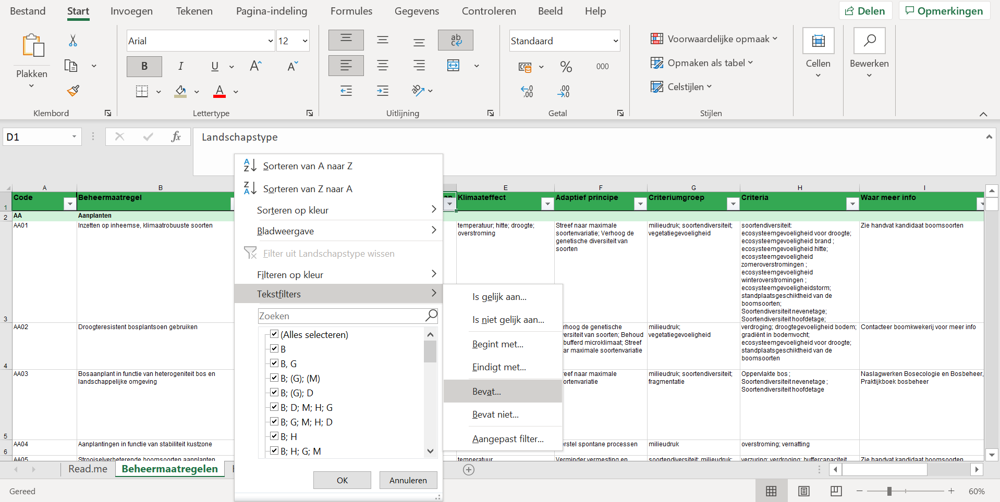 Bestand Start Invoegen Tekenen Pagina-indeling Formules Gegevens Controleren Beeld Help Delen Opmerkingen
Plakken
Klembord
Arial 12
B I U A A
A
Lettertype
ab
c
Uitlijning
Standaard
% 000
,0 ,00
,00 ,0
Getal
Voorwaardelijke opmaak
Opmaken als tabel
Celstijlen
Stijlen
Cellen
Bewerken
D1 fx Landschapstype
Sorteren van A naar Z
Sorteren van Z naar A
Sorteren op kleur
Bladweergave
Filter uit Landschapstype wissen
Filteren op kleur
Tekstfilters
Zoeken
(Alles selecteren)
B
B, G
B; (G); (M)
B; (G); D
B; D; M; H; G
B; G; M; H; D
B; H
B; H; G; M
OK Annuleren
Is gelijk aan...
Is niet gelijk aan...
Begint met...
Eindigt met...
Bevat...
Bevat niet...
Aangepast filter...
A B E F G H I
1 Code Beheermaatregel Klimaateffect Adaptief principe Criteriumgroep Criteria Waar meer info
2 AA Aanplanten
3
AA01
Inzetten op inheemse, klimaatrobuuste soorten
temperatuur; hitte; droogte;
overstroming
Streef naar maximale
soortenvariatie; Verhoog de
genetische diversiteit van
soorten
milieudruk; soortendiversiteit;
vegetatiegevoeligheid
soortendiversiteit:
ecosysteemgevoeligheid voor droogte;
ecosysteemgevoeligheid brand ;
ecosysteemgevoeligheid hitte;
ecosysteemgevoeligheid
zomeroverstromingen ;
ecosysteemgevoeligheid
winteroverstromingen ;
ecosysteemgevoeligheidstorm;
standplaatsgeschiktheid van de
boomsoorten;
Soortendiversiteit nevenetage;
Soortendiversiteit hoofdetage;
Zie handvat kandidaat boomsoorten
4
AA02
Droogteresistent bosplantsoen gebruiken
rhoog de genetische
versiteit van soorten; Behoud
bufferd microklimaat; Streef
ar maximale soortenvariatie
milieudruk;
vegetatiegevoeligheid
verdroging; droogtegevoeligheid bodem;
gradiënt in bodemvocht;
ecosysteemgevoeligheid voor droogte;
standplaatsgeschiktheid van de
boomsoorten
Contacteer boomkwekerij voor meer info
5
AA03
Bosaanplant in functie van heterogeniteit bos en
landschappelijke omgeving
reef naar maximale
ortenvariatie
milieudruk; soortendiversiteit;
fragmentatie
Oppervlakte bos ;
Soortendiversiteit nevenetage ;
Soortendiversiteit hoofdetage
Naslagwerken Bosecologie en Bosbeheer,
Praktijkboek bosbeheer
6
AA04
Aanplantingen in functie van stabiliteit kustzone
erstel spontane processen
milieudruk
overstroming; vernatting
AA05
Strooiselverbeterende boomsoorten aanplanten
temperatuur
Verminder vermesting en
soortendiversiteit; milieudruk;
verzuring; verdroging; buffercapaciteit
Zie handvat kandidaat boomsoorten
Read.me Beheermaatregelen
Gereed 60%